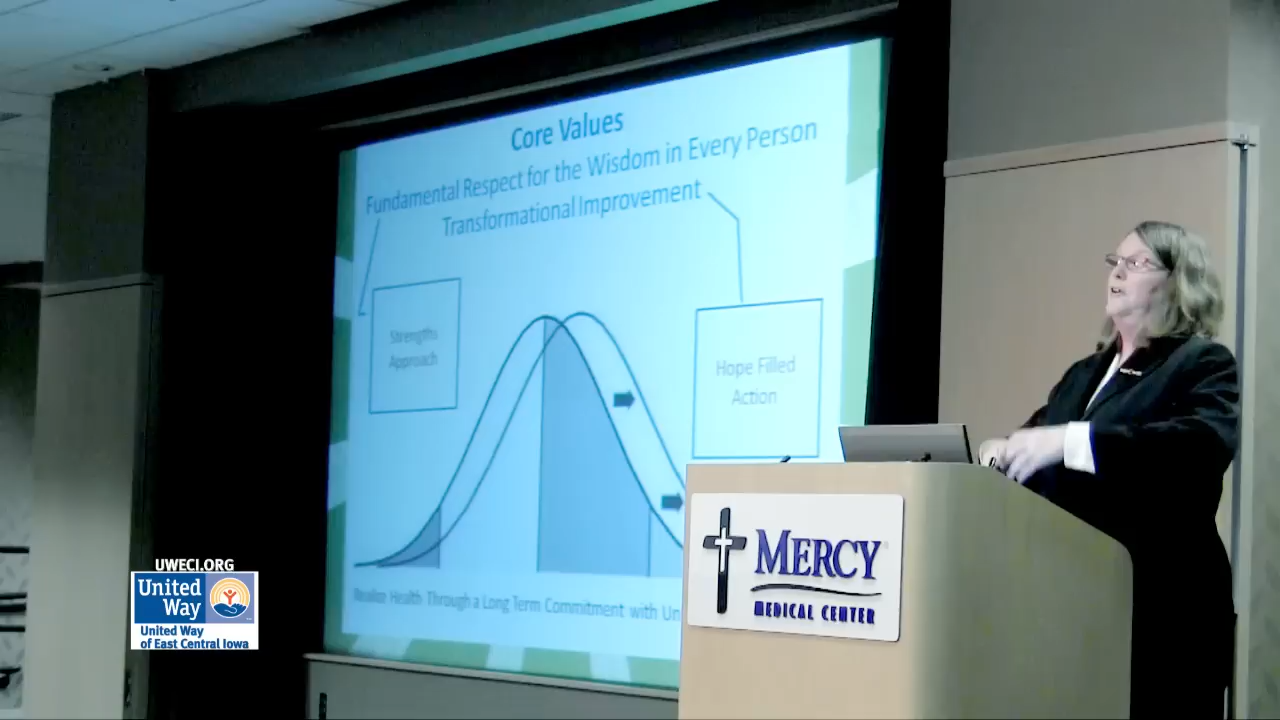 Core Values
Fundamental Respect for the Wisdom in Every Person
Transformational Improvement
Strengths
Approach
Hope Filled
Action
Realize Health Through a Long Term Commitment with
MERCY
MEDICAL CENTER
UWECI.ORG
United
Way
United Way
of East Central Iowa